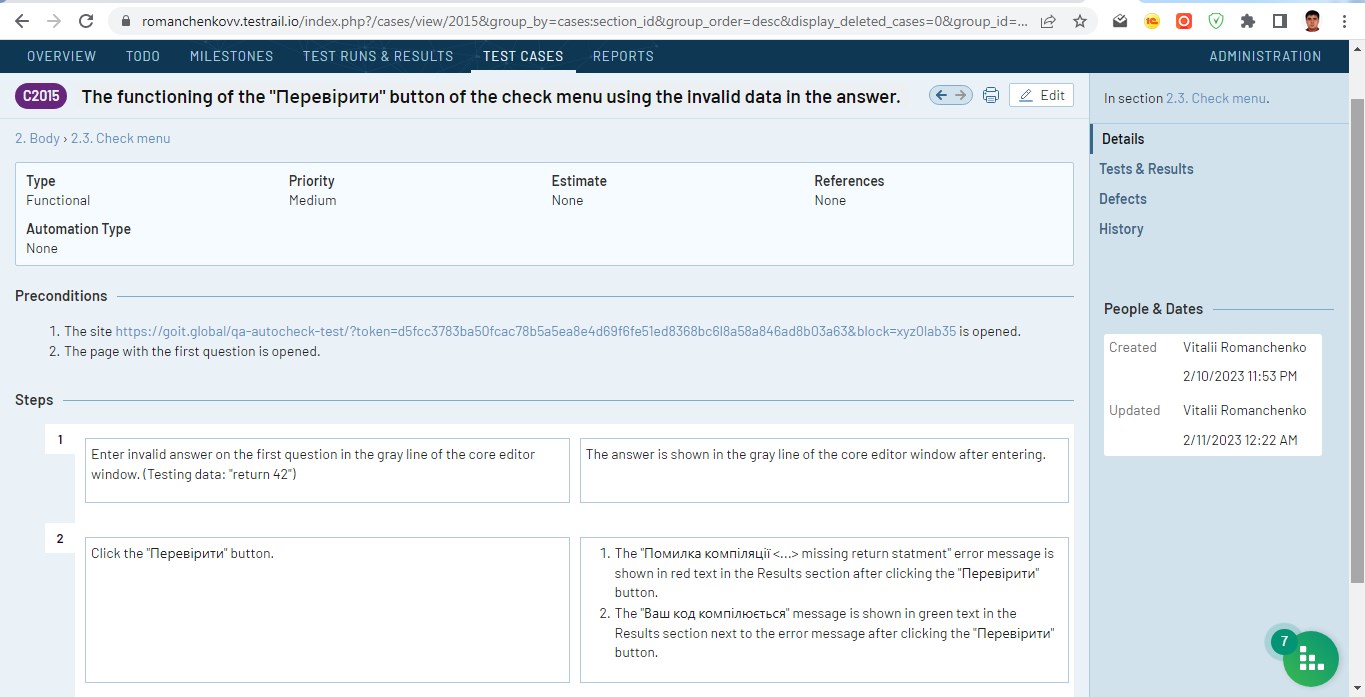 romanchenkovv.testrail.io/index.php?/cases/view/2015&group_by=cases:section_id&group_order=desc&display_deleted_cases=0&group_id=...
OVERVIEW TODO MILESTONES TEST RUNS & RESULTS TEST CASES REPORTS ADMINISTRATION
C2015 The functioning of the "Перевірити" button of the check menu using the invalid data in the answer. Edit
In section 2.3. Check menu.
2. Body › 2.3. Check menu
Details
Tests & Results
Defects
History
Type Priority Estimate References
Functional Medium None None
Automation Type
None
Preconditions
1. The site https://goit.global/qa-autocheck-test/?token=d5fcc3783ba50fcac78b5a5ea8e4d69f6fe51ed8368bc6l8a58a846ad8b03a63&block=xyz0lab35 is opened.
2. The page with the first question is opened.
People & Dates
Created Vitalii Romanchenko
2/10/2023 11:53 PM
Updated Vitalii Romanchenko
2/11/2023 12:22 AM
Steps
1
Enter invalid answer on the first question in the gray line of the core editor
window. (Testing data: "return 42")
The answer is shown in the gray line of the core editor window after entering.
2
Click the "Перевірити" button.
1. The "Помилка компіляції <...> missing return statment" error message is
shown in red text in the Results section after clicking the "Перевірити"
button.
2. The "Ваш код компілюється" message is shown in green text in the
Results section next to the error message after clicking the "Перевірити"
button.
7